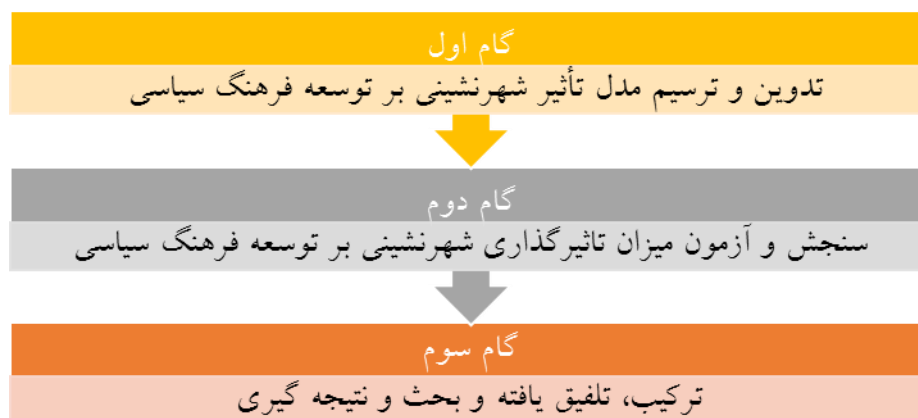 گام اول
تدوین و ترسیم مدل تأثیر شهرنشینی بر توسعه فرهنگ سیاسی
گام دوم
سنجش و آزمون میزان تاثیرگذاری شهرنشینی بر توسعه فرهنگ سیاسی
گام سوم
ترکیب، تلفیق یافته و بحث و نتیجه گیری